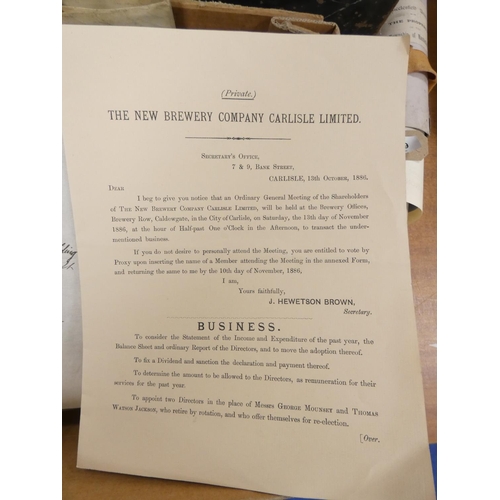 (Private.)
THE NEW BREWERY COMPANY CARLISLE LIMITED.
SECRETARY'S OFFICE,
7 & 9, BANK STREET,
CARLISLE, 13th October, 1886.
DEAR
I beg to give you notice that an Ordinary General Meeting of the Shareholders
of THE NEW BREWERY COMPANY CARLISLE LIMITED, will be held at the Brewery Offices,
Brewery Row, Caldewgate, in the City of Carlisle, on Saturday, the 13th day of November
1886, at the hour of Half-past One o'Clock in the Afternoon, to transact the under-
mentioned business.
If you do not desire to personally attend the Meeting, you are entitled to vote by
Proxy upon inserting the name of a Member attending the Meeting in the annexed Form,
and returning the same to me by the 10th day of November, 1886,
I am,
Yours faithfully,
J. HEWETSON BROWN,
Secretary.
BUSINESS.
To consider the Statement of the Income and Expenditure of the past year, the
Balance Sheet and ordinary Report of the Directors, and to move the adoption thereof.
To fix a Dividend and sanction the declaration and payment thereof.
To determine the amount to be allowed to the Directors, as remuneration for their
services for the past year.
To appoint two Directors in the place of MESSRS GEORGE MOUNSEY and THOMAS
WATSON JACKSON, who retire by rotation, and who offer themselves for re-election.
[Over.